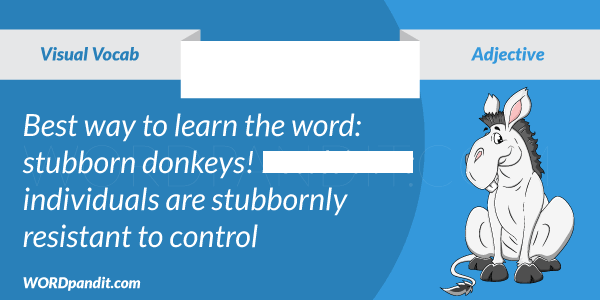 Visual Vocab
Adjective
Best way to learn the word:
stubborn donkeys!
individuals are stubbornly
resistant to control
WORDpandit.com